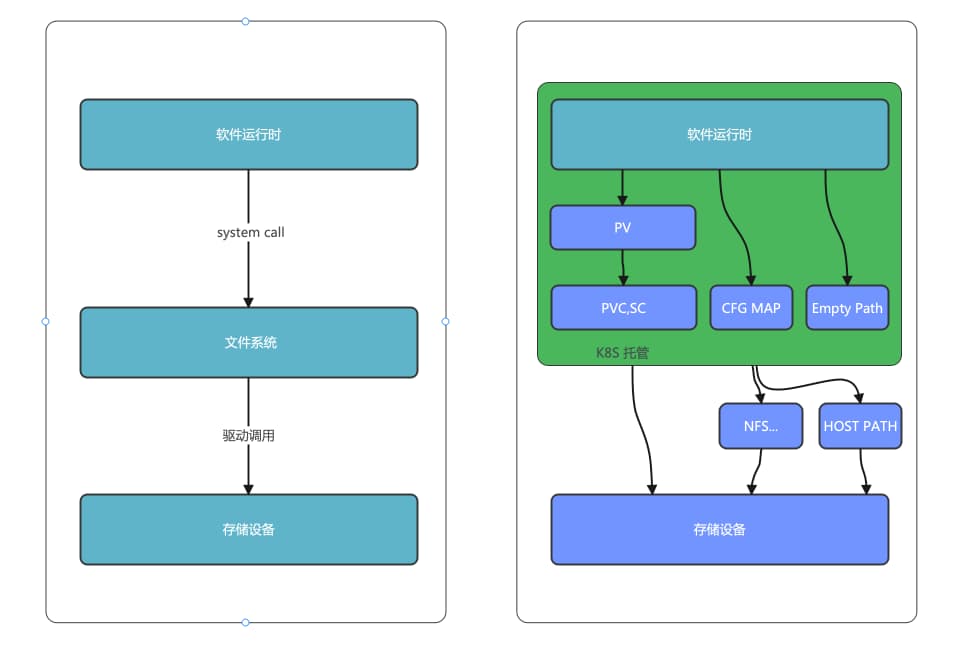 软件运行时
system call
文件系统
驱动调用
存储设备
软件运行时
PV
PVC,SC
CFG MAP
Empty Path
K8S 托管
NFS...
HOST PATH
存储设备